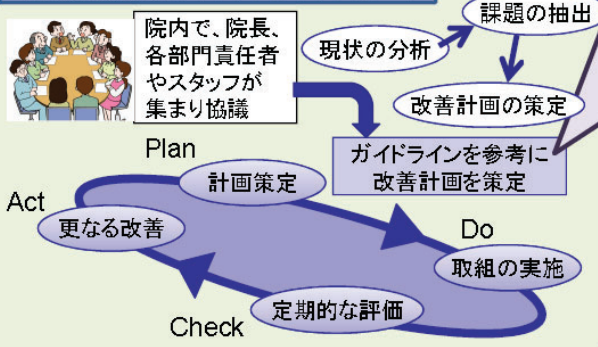 院内で、院長、
各部門責任者
やスタッフが
集まり協議
現状の分析
課題の抽出
改善計画の策定
ガイドラインを参考に
改善計画を策定
Plan
計画策定
Do
取組の実施
Check
定期的な評価
Act
更なる改善